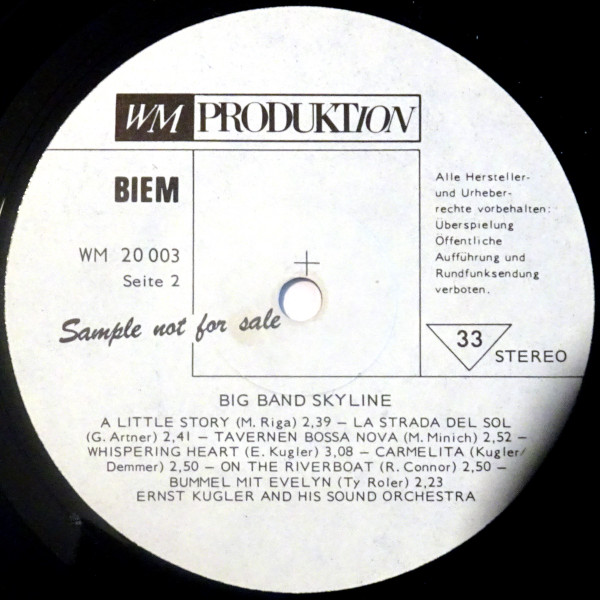 WM PRODUKTION
BIEM
WM 20 003
Seite 2
Sample not for sale
Alle Hersteller-
und Urheber-
rechte vorbehalten:
Überspielung
Öffentliche
Aufführung und
Rundfunksendung
verboten.
33
STEREO
BIG BAND SKYLINE
A LITTLE STORY (M. Riga) 2,39 – LA STRADA DEL SOL
(G. Artner) 2,41 – TAVERNEN BOSSA NOVA (M. Minich) 2,52 –
WHISPERING HEART (E. Kugler) 3,08 – CARMELITA (Kugler/
Demmer) 2,50 – ON THE RIVERBOAT (R. Connor) 2,50 –
BUMMEL MIT EVELYN (Ty Roler) 2,23
ERNST KUGLER AND HIS SOUND ORCHESTRA